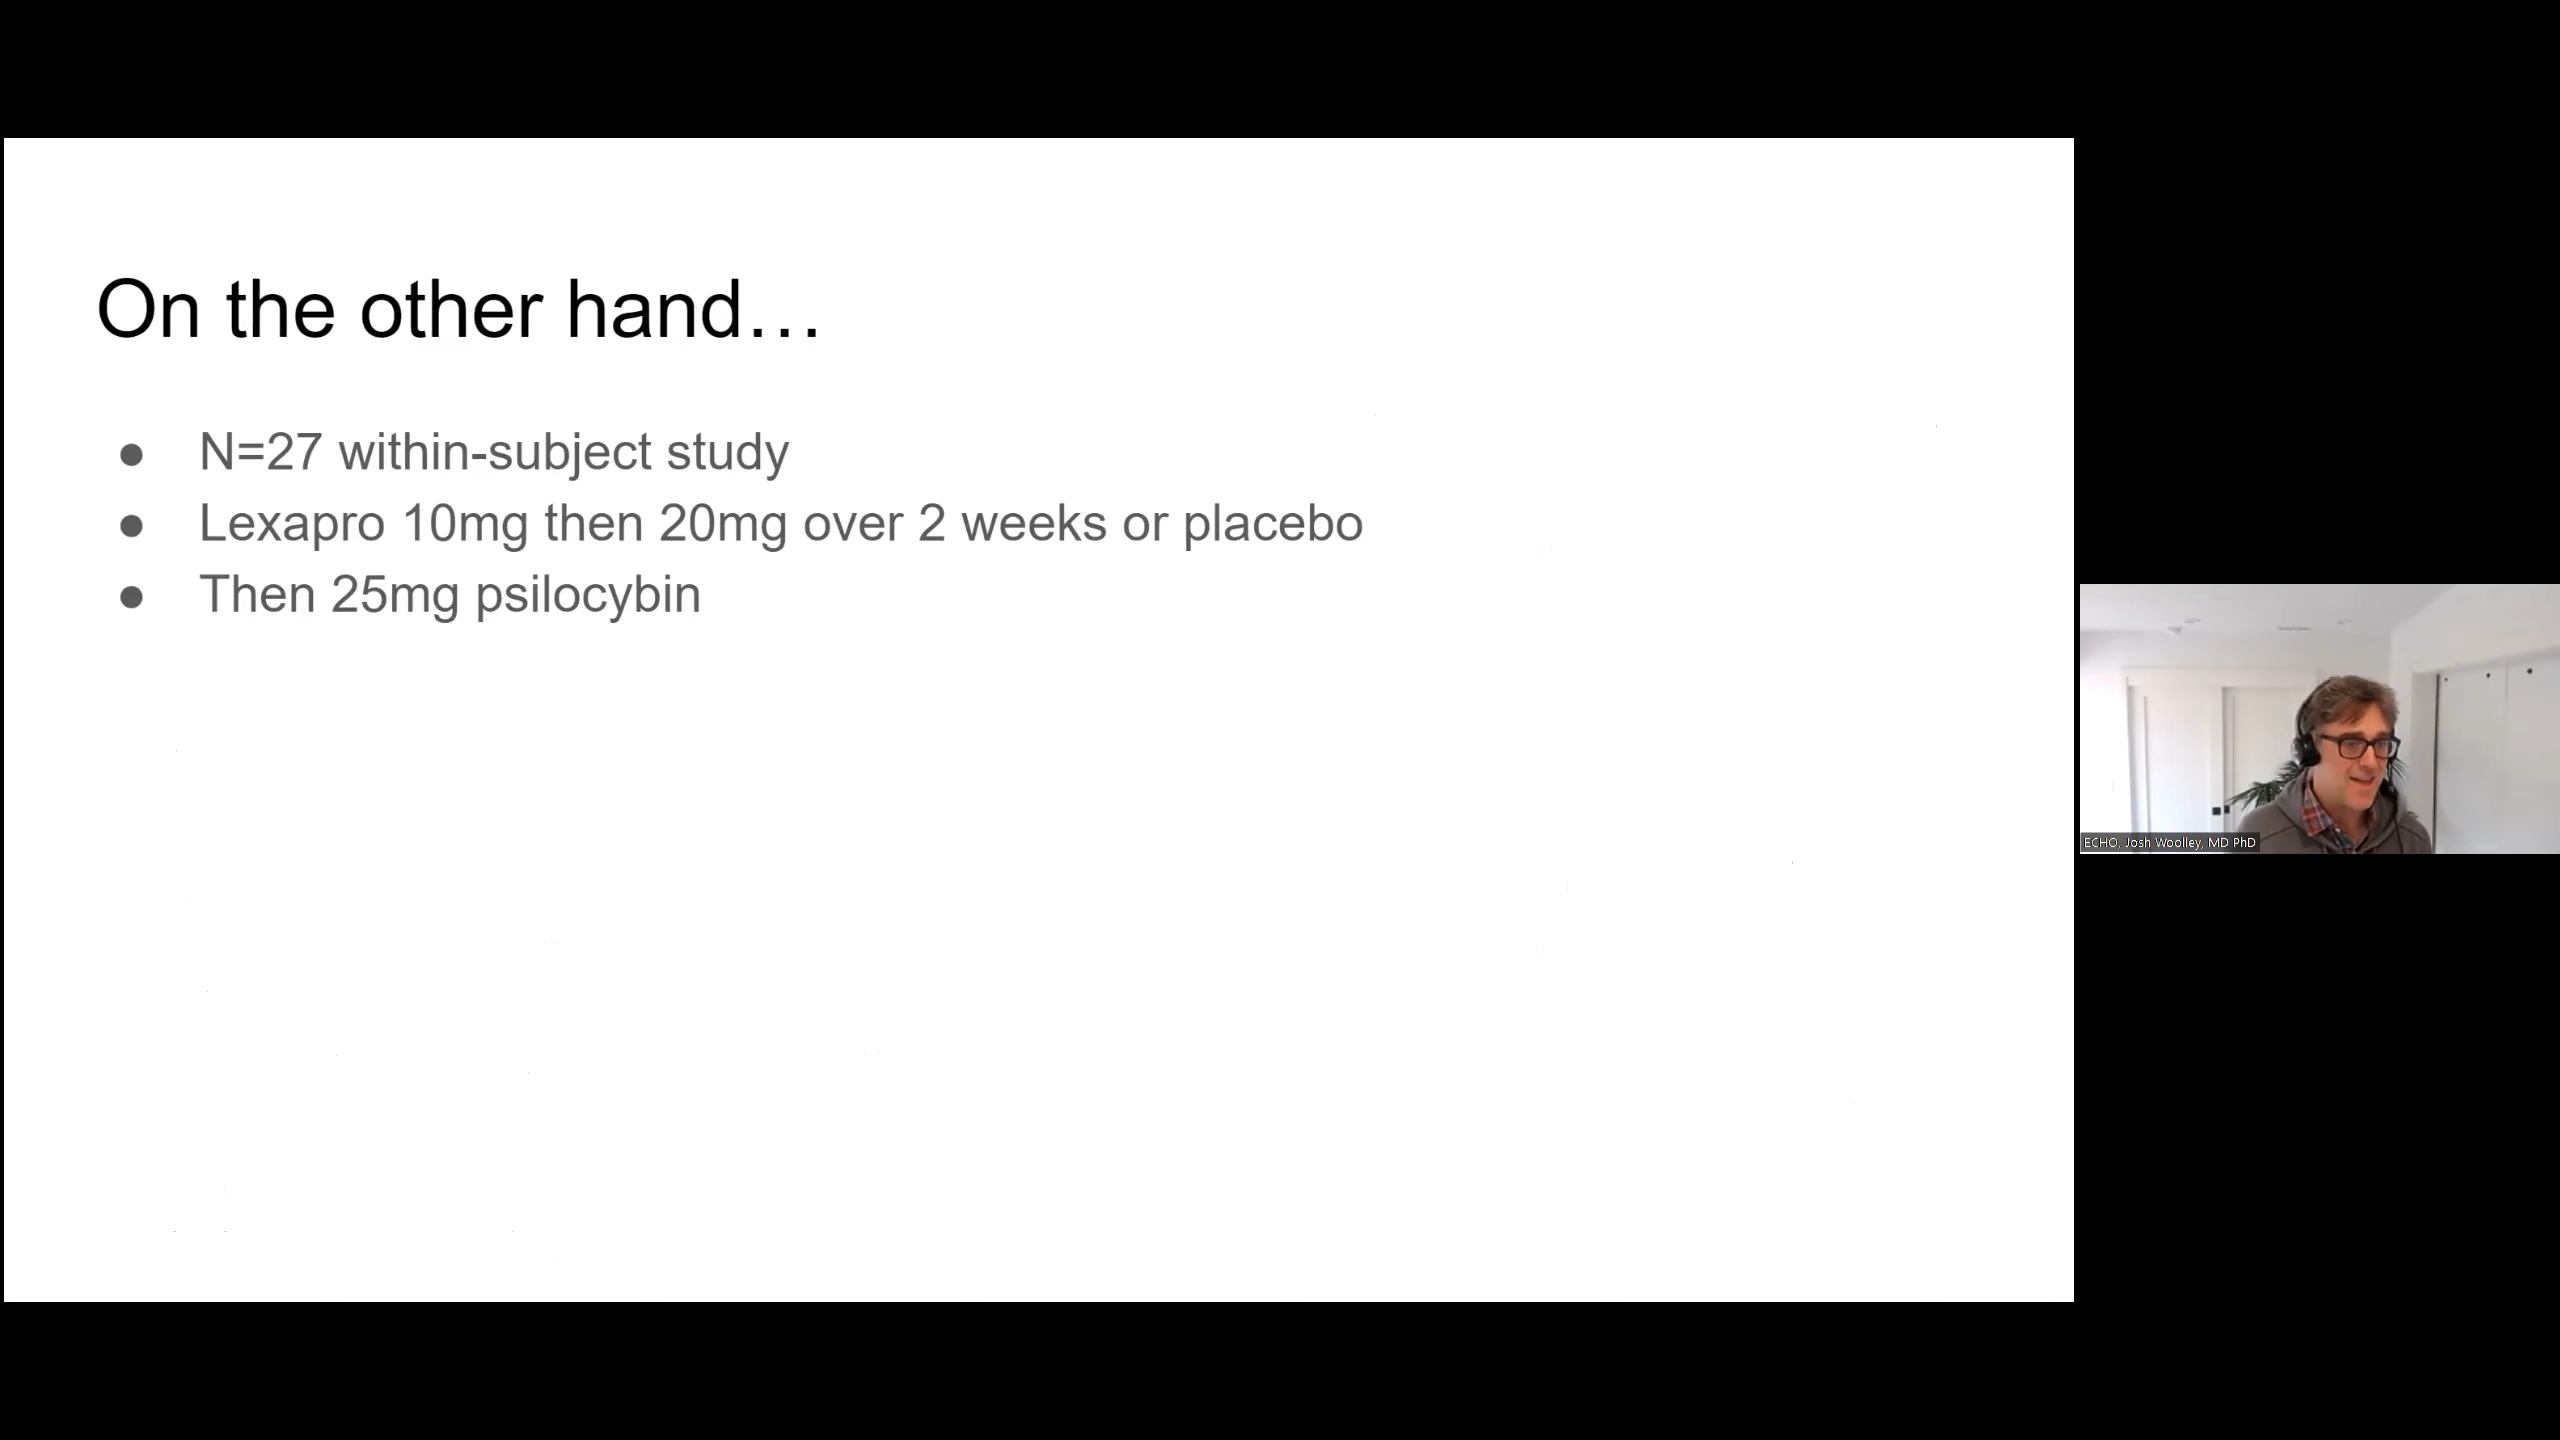 On the other hand…
● N=27 within-subject study
● Lexapro 10mg then 20mg over 2 weeks or placebo
● Then 25mg psilocybin
ECHO, Josh Woolley, MD PhD